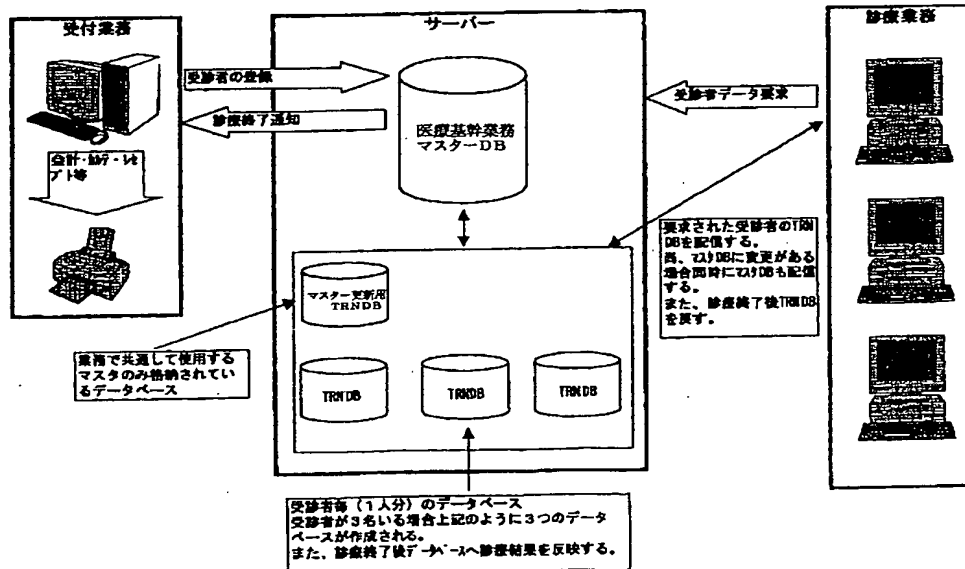 受付業務
サーバー
診療業務
受診者の登録
診療終了通知
受診者データ要求
医療基幹業務
マスターDB
会計・カルテ・レセ
プト等
要求された受診者のTRN
DBを配信する。
尚、マスタDBに変更がある
場合同時にマスタDBも配信
する。
また、診療終了後TRNDB
を戻す。
マスター更新用
TRNDB
業務で共通して使用する
マスタのみ格納されてい
るデータベース
TRNDB
TRNDB
TRNDB
受診者毎（１人分）のデータベース
受診者が３名いる場合上記のように３つのデータ
ベースが作成される。
また、診療終了後データベースへ診療結果を反映する。